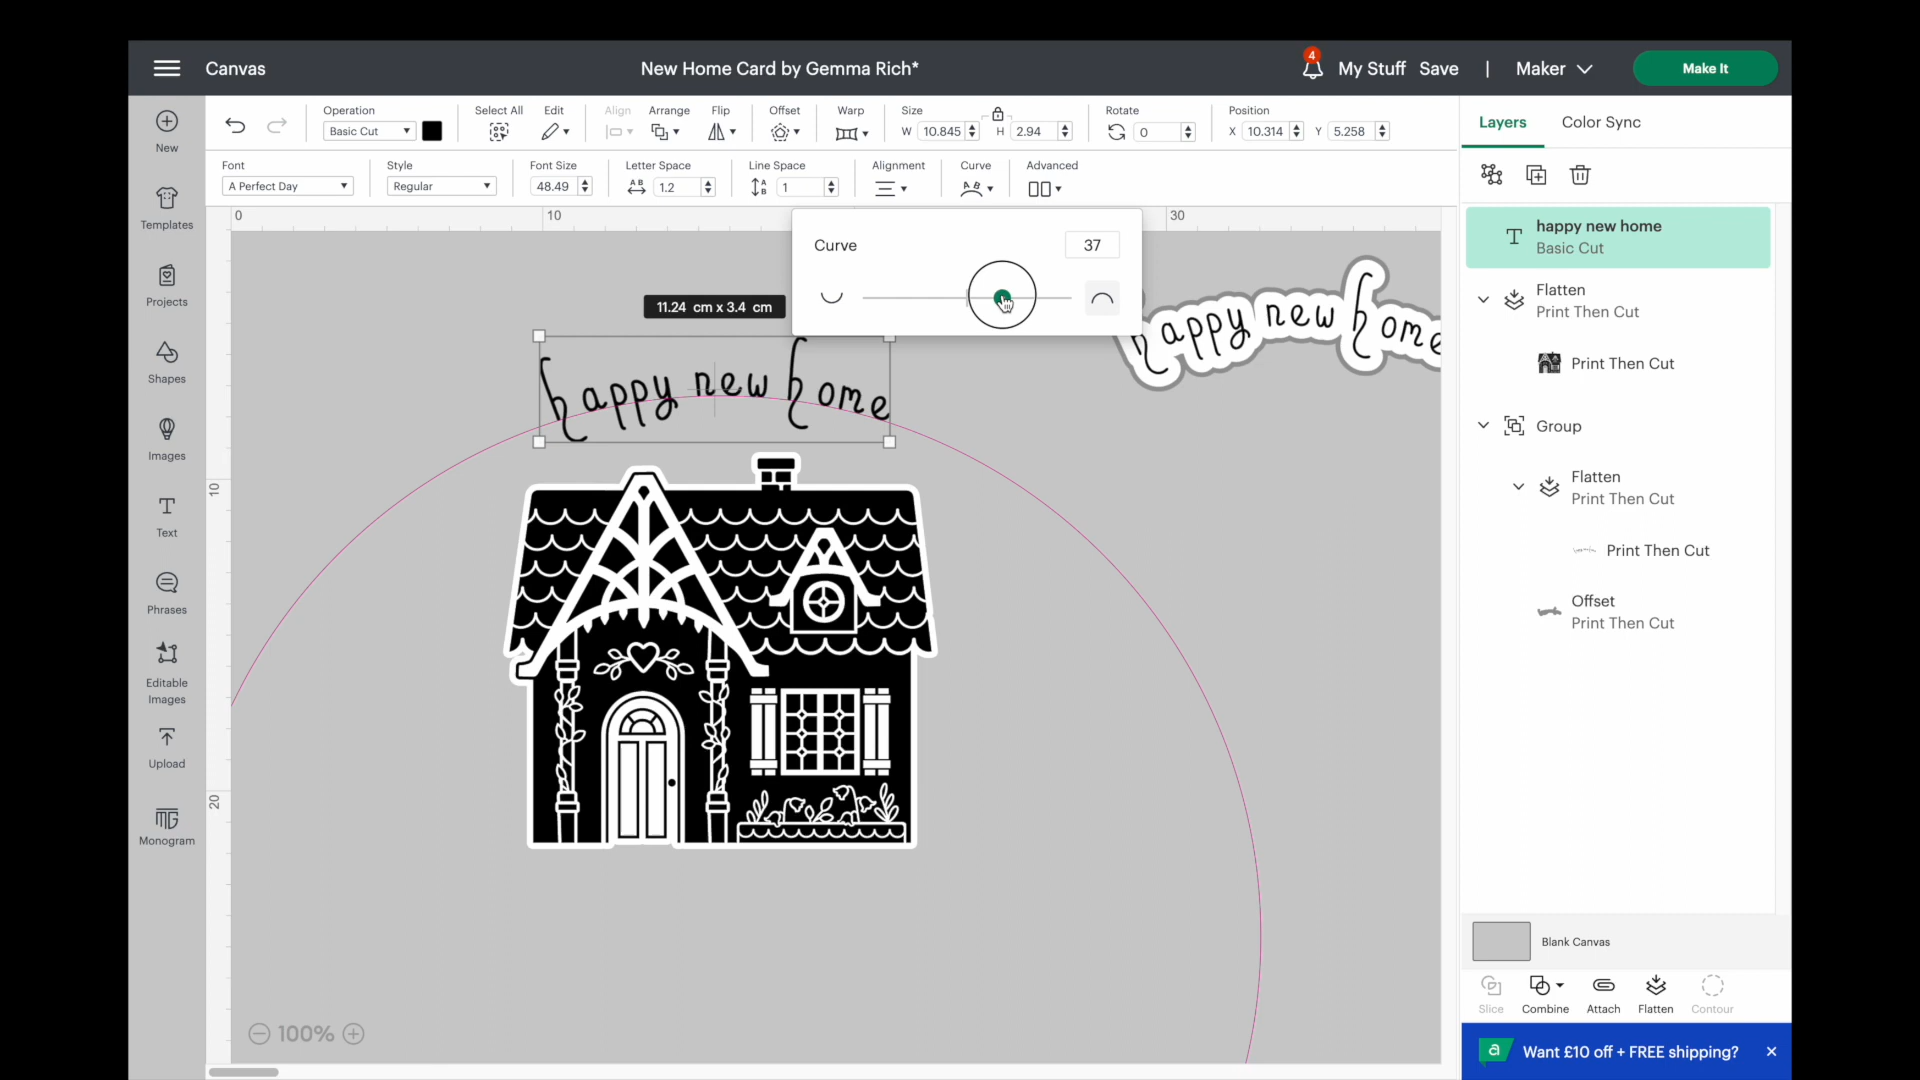 Canvas
New Home Card by Gemma Rich*
4
My Stuff
Save
|
Maker
Make It
New
Templates
Projects
Shapes
Images
Text
Phrases
Editable
Images
Upload
Monogram
Operation
Basic Cut
Select All
Edit
Align
Arrange
Flip
Offset
Warp
Size
W 10.845
H 2.94
Rotate
0
Position
X 10.314
Y 5.258
Font
A Perfect Day
Style
Regular
Font Size
48.49
Letter Space
1.2
Line Space
1
Alignment
Curve
Advanced
0
10
30
10
20
Curve
37
11.24 cm x 3.4 cm
happy new home
happy new home
100%
Layers
Color Sync
happy new home
Basic Cut
Flatten
Print Then Cut
Print Then Cut
Group
Flatten
Print Then Cut
Print Then Cut
Offset
Print Then Cut
Blank Canvas
Slice
Combine
Attach
Flatten
Contour
a
Want £10 off + FREE shipping?